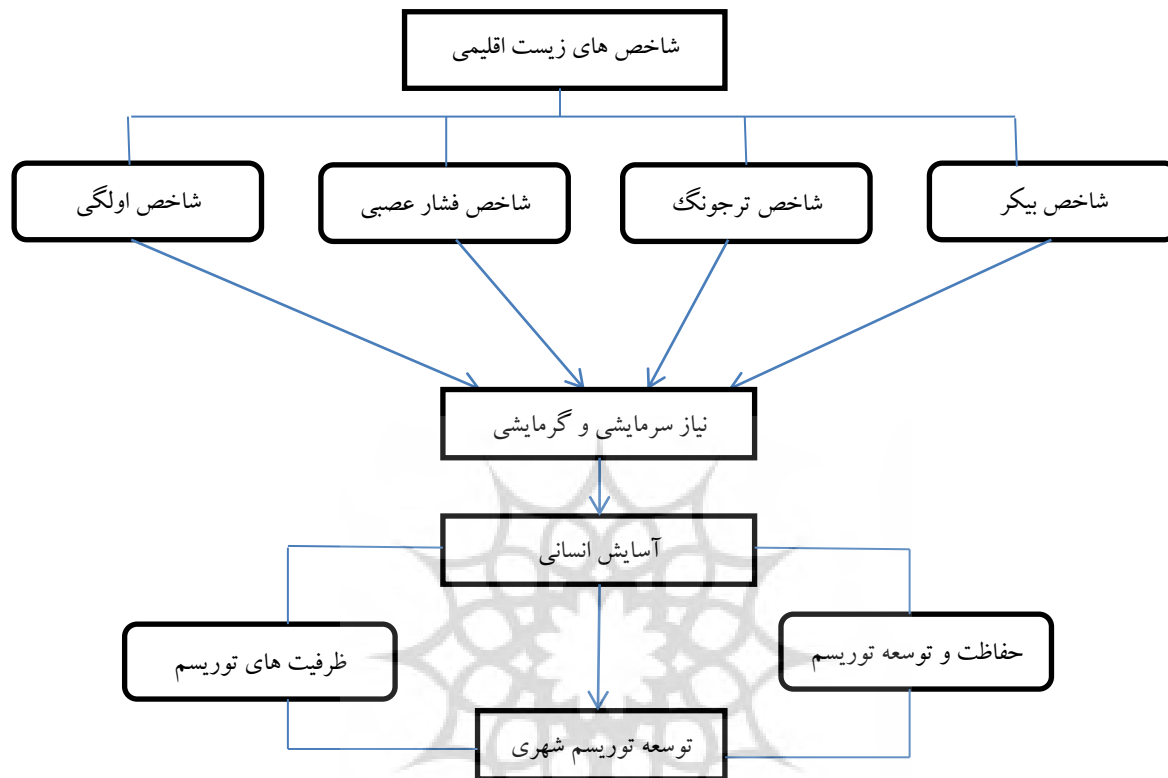 شاخص های زیست اقلیمی
شاخص بیکر
شاخص ترجونگ
شاخص فشار عصبی
شاخص اولگی
نیاز سرمایشی و گرمایشی
آسایش انسانی
حفاظت و توسعه توریسم
ظرفیت های توریسم
توسعه توریسم شهری